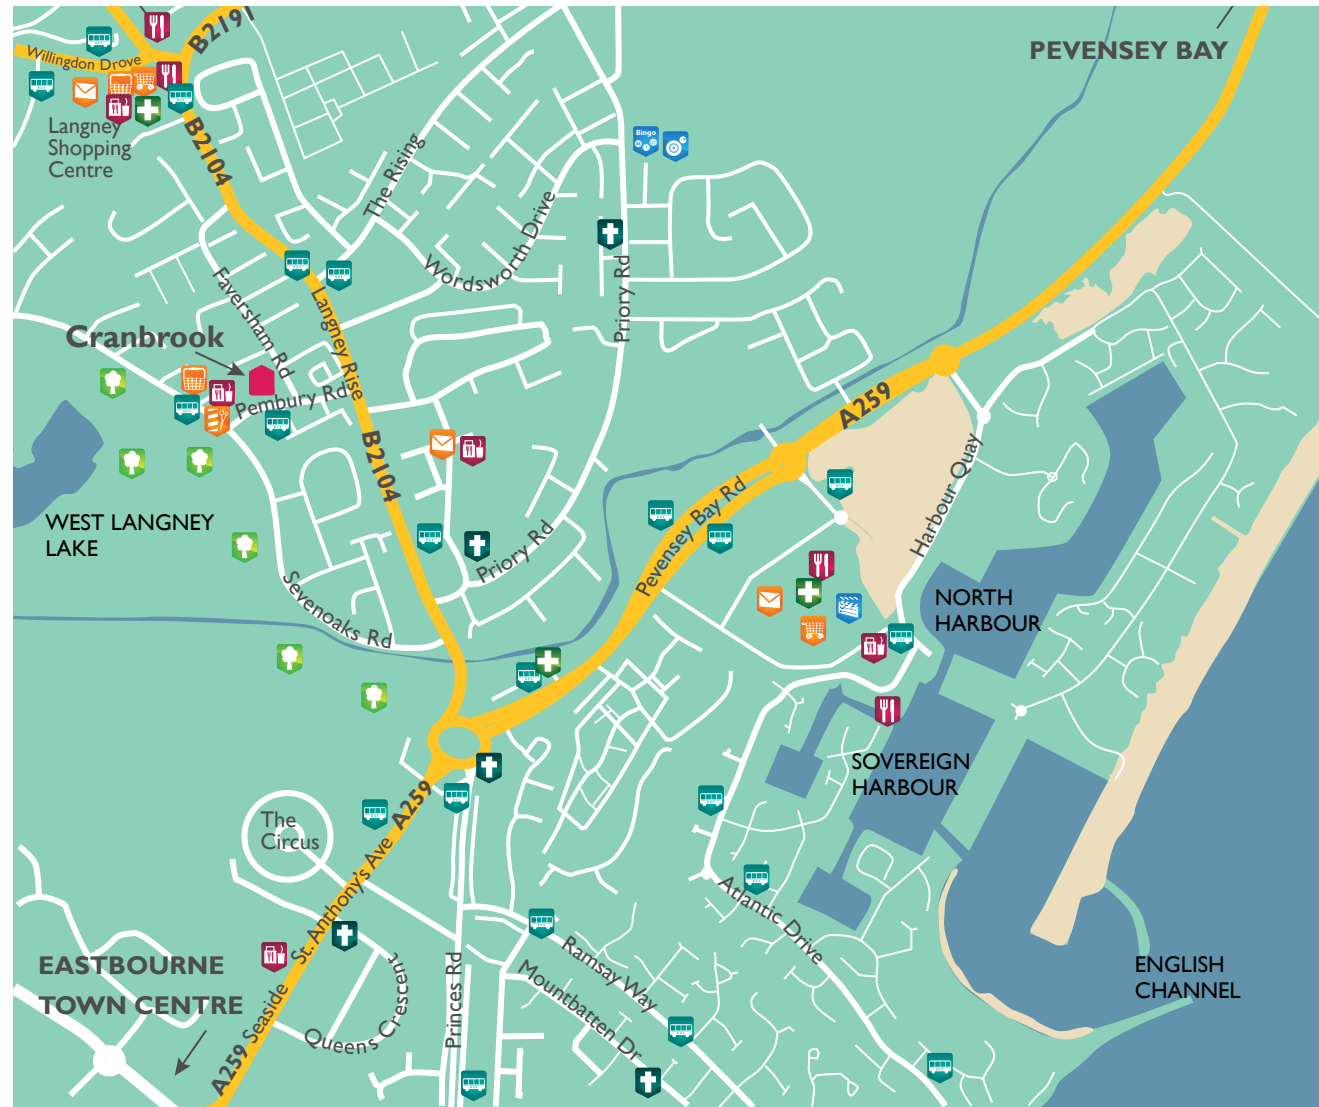 B2191
PEVENSEY BAY
Willingdon Drove
Langney
Shopping
Centre
B2104
The Rising
Bingo
Wordsworth Drive
Priory Rd
Faversham Rd
Langney Rise
Cranbrook
Pembury Rd
A259
B2104
Harbour Quay
Pevensey Bay Rd
WEST LANGNEY
LAKE
Priory Rd
Sevenoaks Rd
NORTH
HARBOUR
SOVEREIGN
HARBOUR
A259
The
Circus
St. Anthony's Ave
Atlantic Drive
EASTBOURNE
TOWN CENTRE
Ramsay Way
Mountbatten Dr
Princes Rd
Queens Crescent
A259 Seaside
ENGLISH
CHANNEL